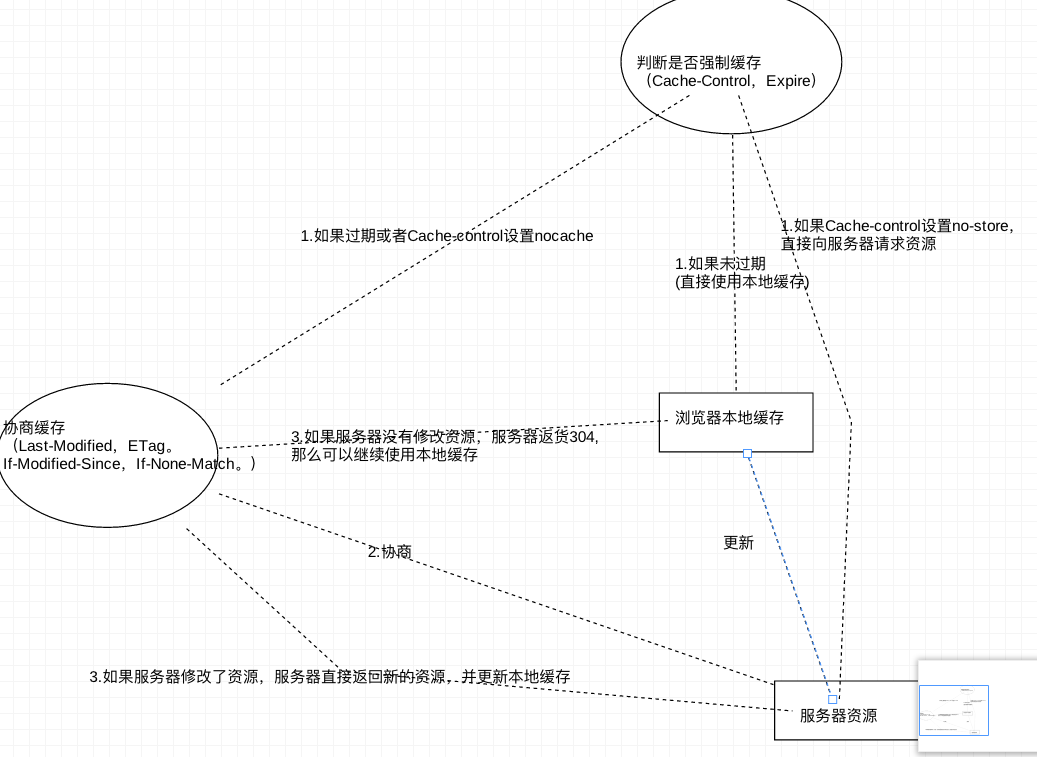 判断是否强制缓存
（Cache-Control，Expire）
1.如果过期或者Cache-control设置nocache
1.如果Cache-control设置no-store，
直接向服务器请求资源
1.如果未过期
(直接使用本地缓存)
浏览器本地缓存
协商缓存
（Last-Modified，ETag。
If-Modified-Since，If-None-Match。）
3.如果服务器没有修改资源，服务器返货304,
那么可以继续使用本地缓存
更新
2.协商
3.如果服务器修改了资源，服务器直接返回新的资源，并更新本地缓存
服务器资源